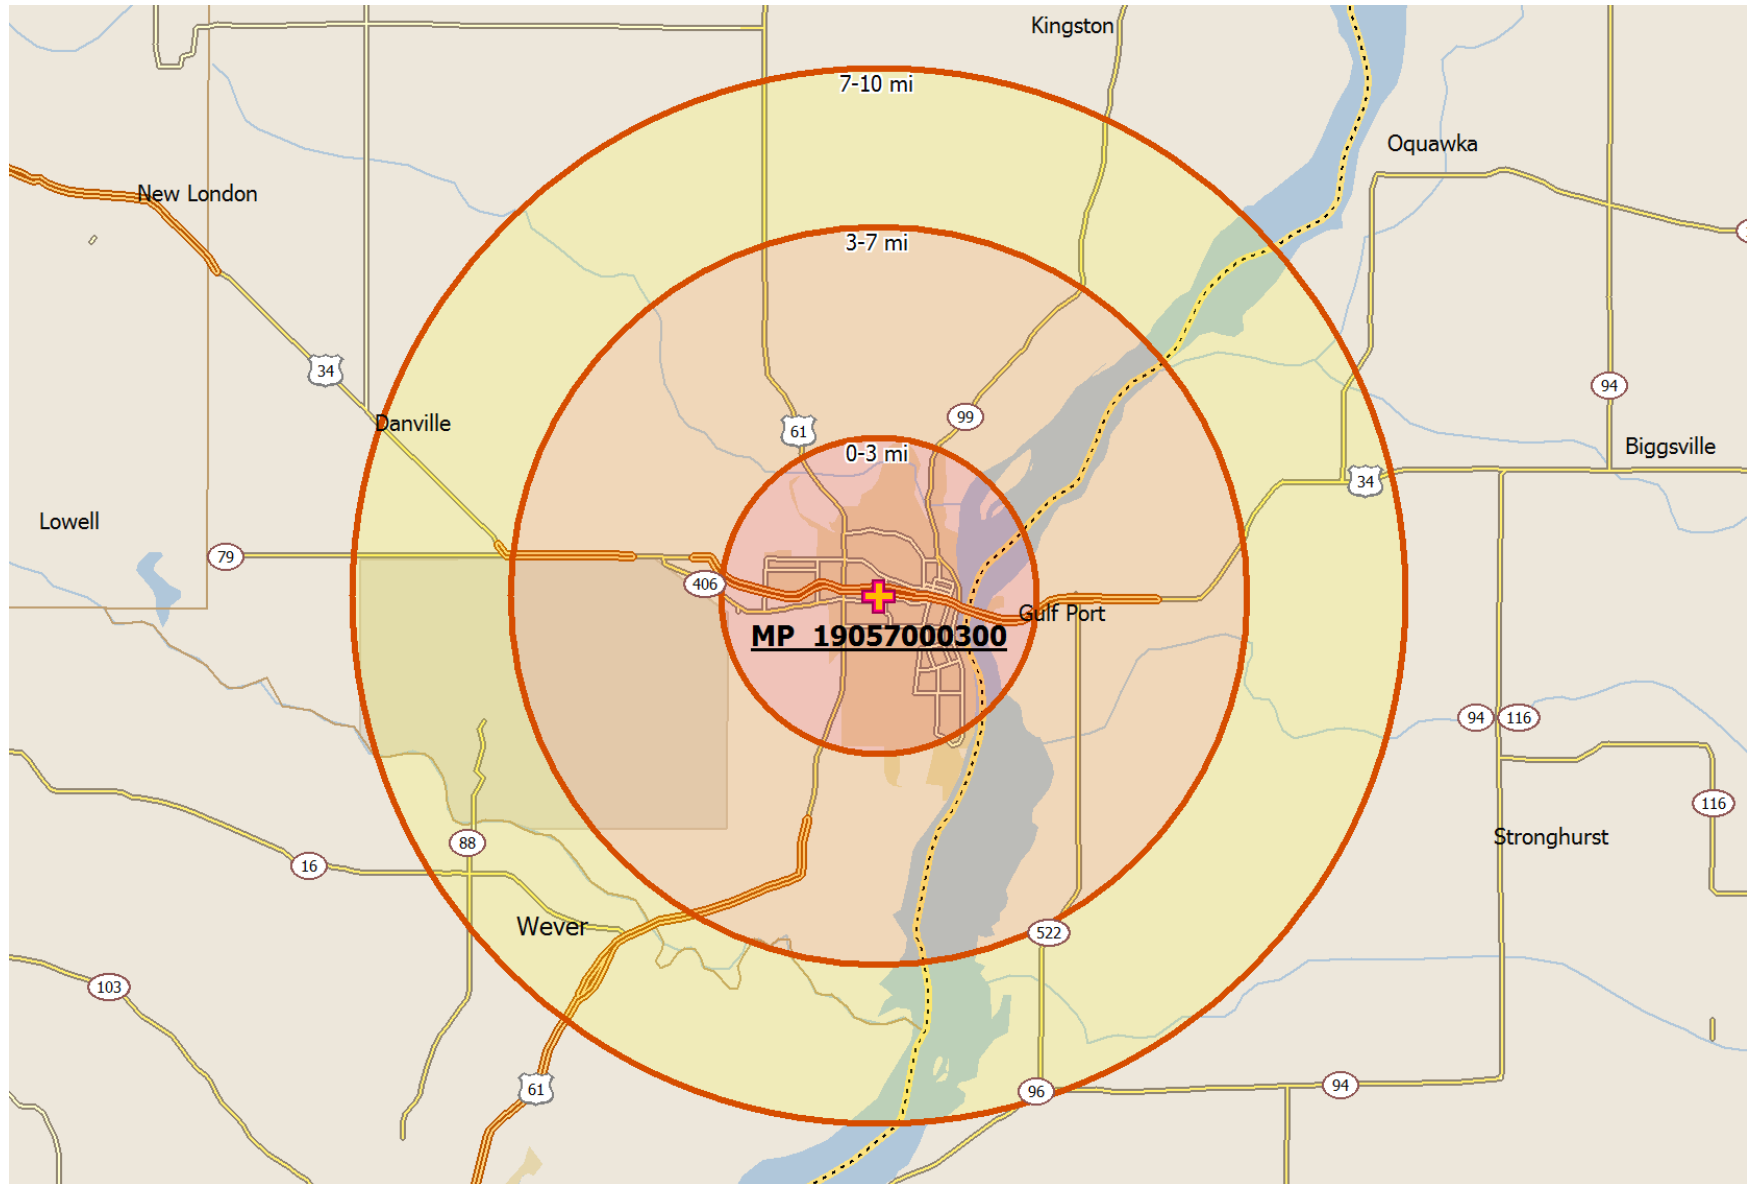 Kingston
7-10 mi
Oquawka
New London
3-7 mi
34
94
Danville
99
61
Biggsville
0-3 mi
34
Lowell
79
406
Gulf Port
MP 19057000300
94
116
116
Stronghurst
88
16
Wever
522
103
94
61
96